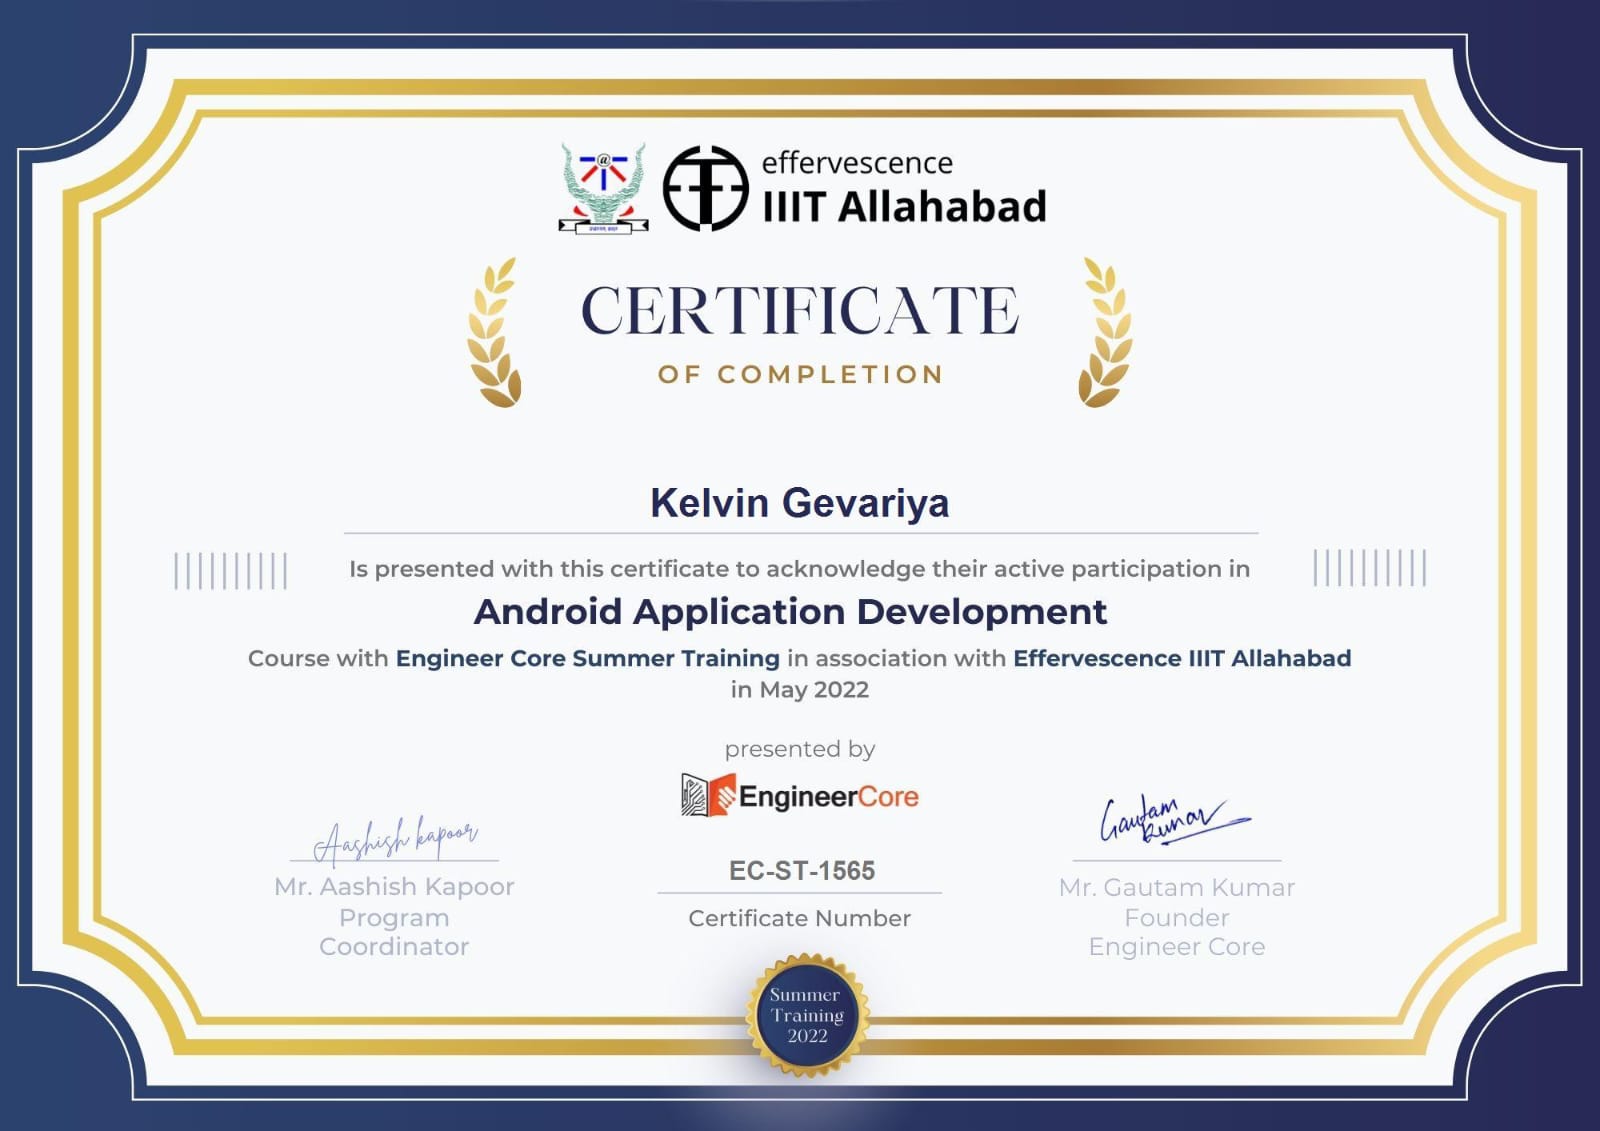 effervescence
IIIT Allahabad
CERTIFICATE
OF COMPLETION
Kelvin Gevariya
Is presented with this certificate to acknowledge their active participation in
Android Application Development
Course with Engineer Core Summer Training in association with Effervescence IIIT Allahabad
in May 2022
presented by
EngineerCore
Aashish kapoor
Mr. Aashish Kapoor
Program
Coordinator
EC-ST-1565
Certificate Number
Gautam
Kumar
Mr. Gautam Kumar
Founder
Engineer Core
Summer
Training
2022